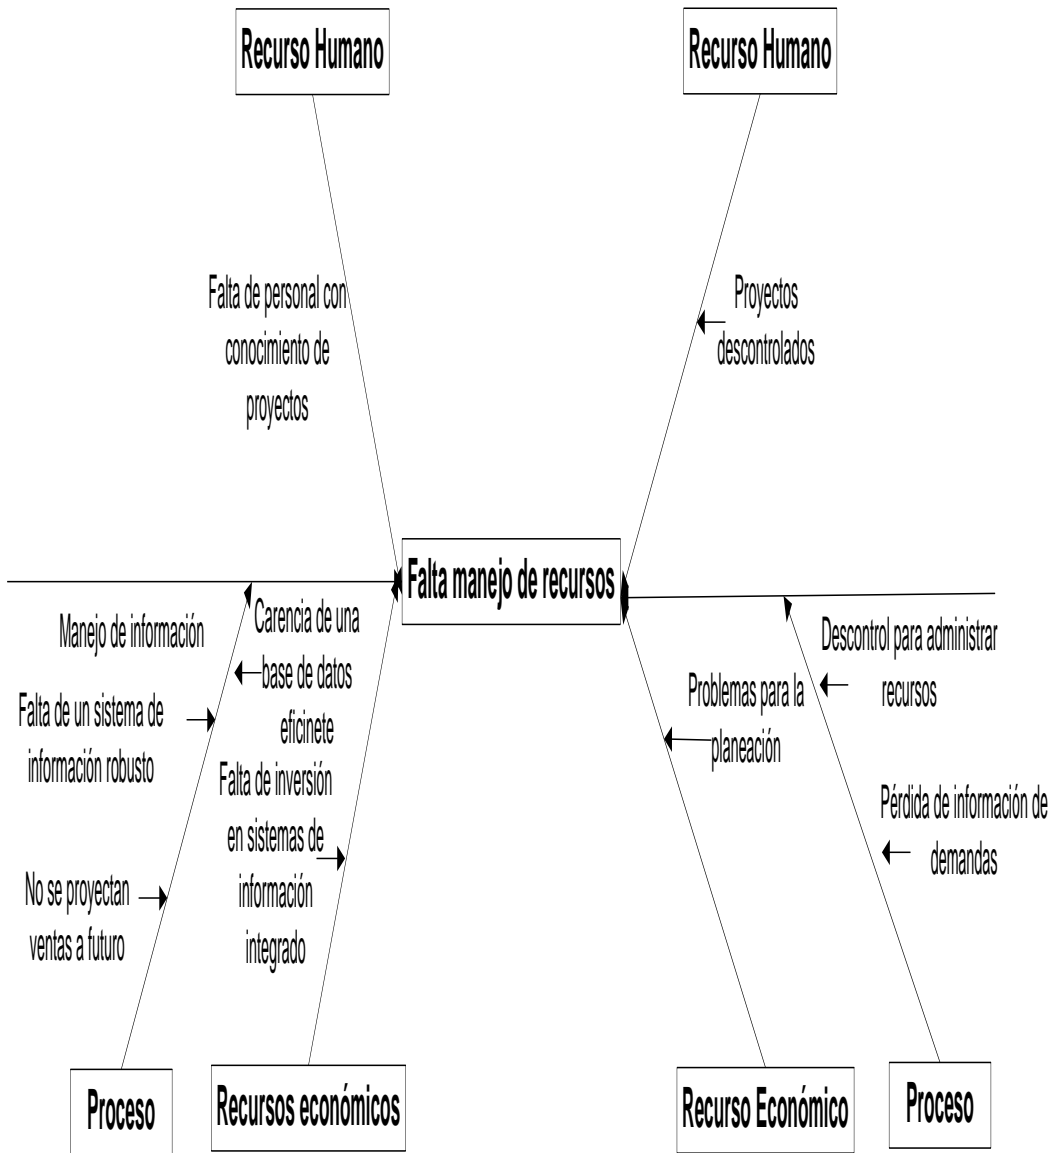 Recurso Humano
Recurso Humano
Falta de personal con
conocimiento de
proyectos
Proyectos
descontrolados
Falta manejo de recursos
Manejo de información
Falta de un sistema de
información robusto
No se proyectan
ventas a futuro
Carencia de una
base de datos
eficinete
Falta de inversión
en sistemas de
información
integrado
Problemas para la
planeación
Descontrol para administrar
recursos
Pérdida de información de
demandas
Proceso
Recursos económicos
Recurso Económico
Proceso